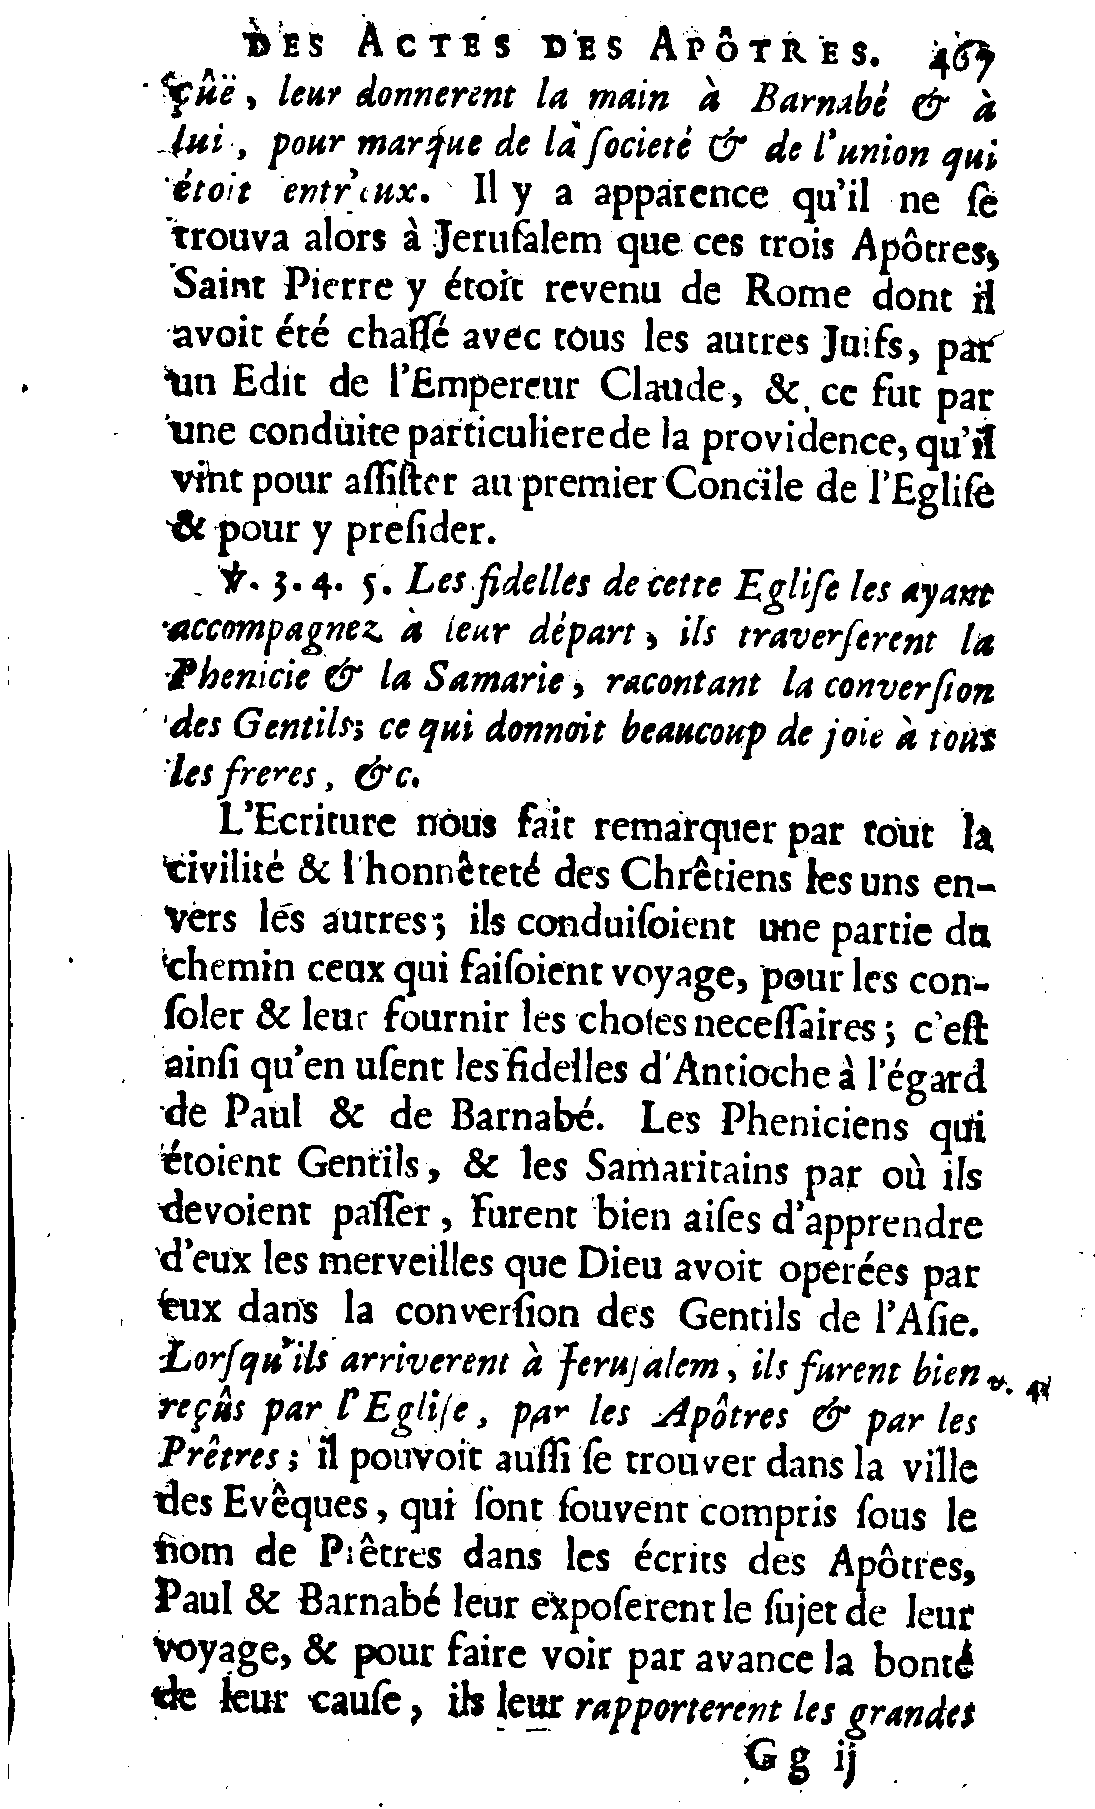 DES ACTES DES APÔTRES. 467
çûë, leur donnerent la main à Barnabé & à
lui, pour marque de la ſocieté & de l'union qui
étoit entr'eux. Il y a apparence qu'il ne ſe
trouva alors à Jeruſalem que ces trois Apôtres,
Saint Pierre y étoit revenu de Rome dont il
avoit été chaſſé avec tous les autres Juifs, par
un Edit de l'Empereur Claude, & ce fut par
une conduite particuliere de la providence, qu'il
vint pour aſſiſter au premier Concile de l'Egliſe
& pour y preſider.
℣. 3. 4. 5. Les fidelles de cette Egliſe les ayant
accompagnez à leur départ, ils traverſerent la
Phenicie & la Samarie, racontant la converſion
des Gentils; ce qui donnoit beaucoup de joie à tous
les freres, &c.
L'Ecriture nous fait remarquer par tout la
civilité & l'honnêteté des Chrêtiens les uns en-
vers les autres; ils conduiſoient une partie du
chemin ceux qui faiſoient voyage, pour les con-
ſoler & leur fournir les choſes neceſſaires; c'eſt
ainſi qu'en uſent les fidelles d'Antioche à l'égard
de Paul & de Barnabé. Les Pheniciens qui
étoient Gentils, & les Samaritains par où ils
devoient paſſer, furent bien aiſes d'apprendre
d'eux les merveilles que Dieu avoit operées par
eux dans la converſion des Gentils de l'Aſie.
Lorſqu'ils arriverent à Jeruſalem, ils furent bien ℣. 4.
reçûs par l'Egliſe, par les Apôtres & par les
Prêtres; il pouvoit auſſi ſe trouver dans la ville
des Evêques, qui ſont ſouvent compris ſous le
nom de Prêtres dans les écrits des Apôtres,
Paul & Barnabé leur expoſerent le ſujet de leur
voyage, & pour faire voir par avance la bonté
de leur cauſe, ils leur rapporterent les grandes
G g ij